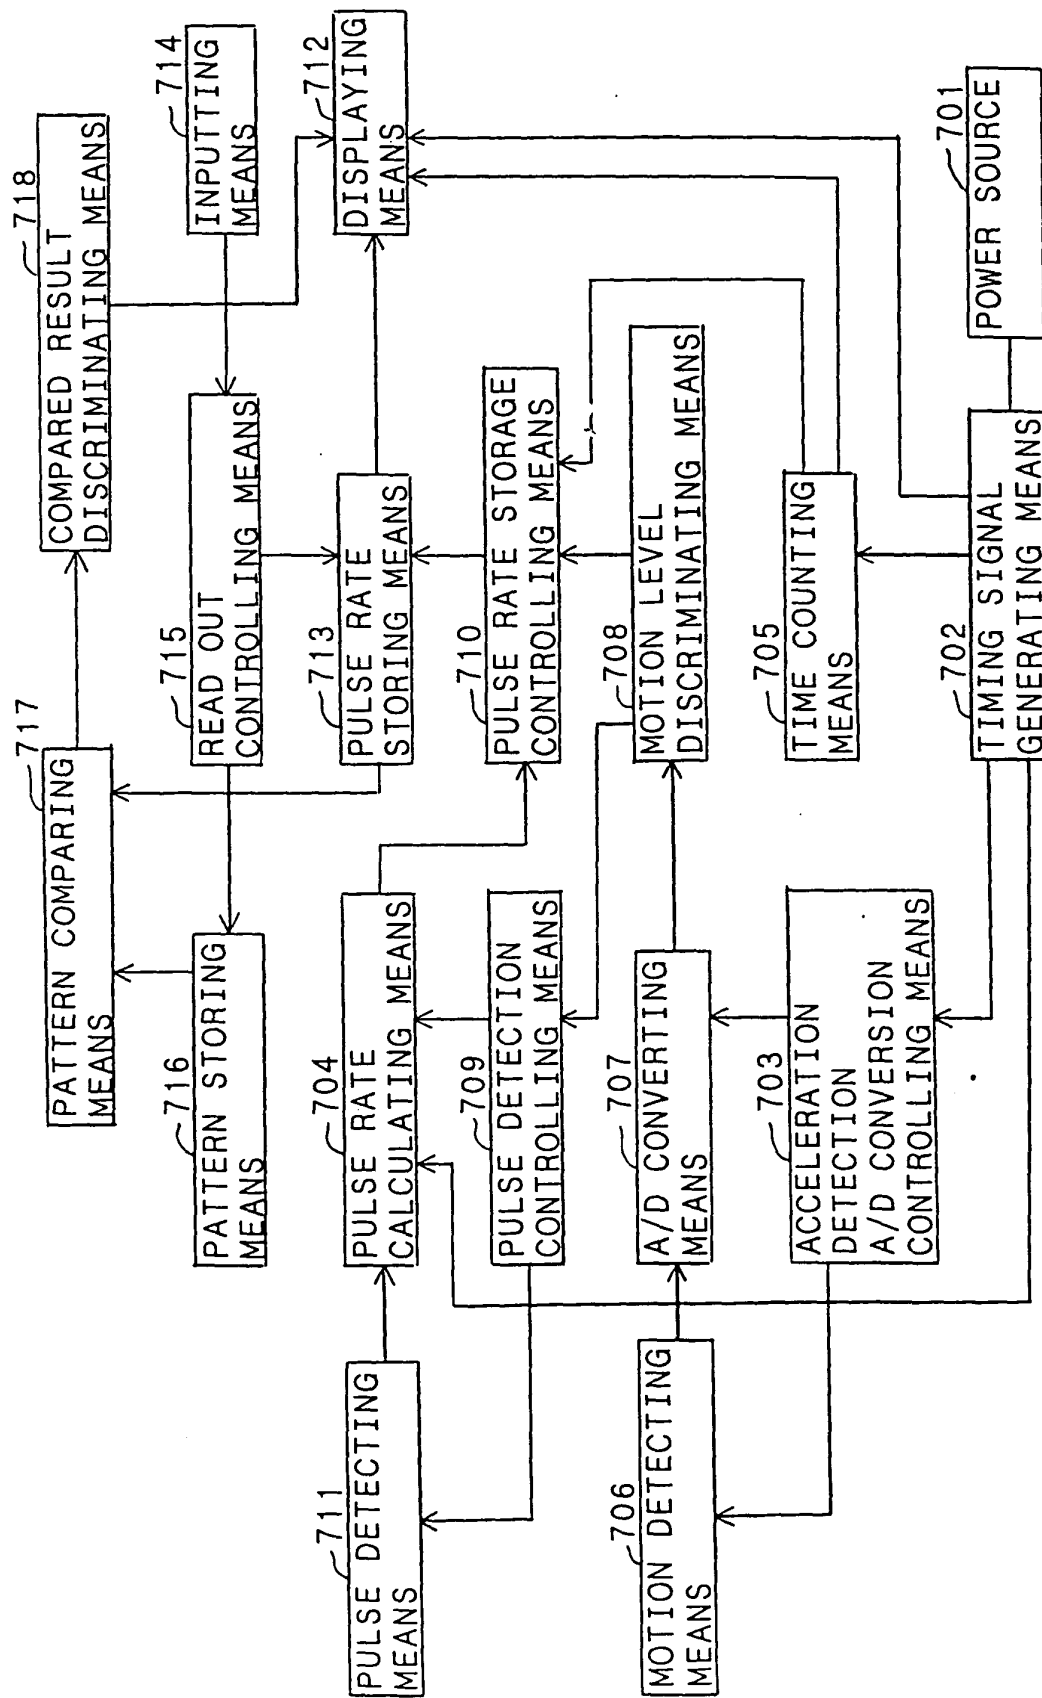 717
PATTERN COMPARING
MEANS
718
COMPARED RESULT
DISCRIMINATING MEANS
716
PATTERN STORING
MEANS
715
READ OUT
CONTROLLING MEANS
714
INPUTTING
MEANS
711
PULSE DETECTING
MEANS
704
PULSE RATE
CALCULATING MEANS
713
PULSE RATE
STORING MEANS
712
DISPLAYING
MEANS
709
PULSE DETECTION
CONTROLLING MEANS
710
PULSE RATE STORAGE
CONTROLLING MEANS
706
MOTION DETECTING
MEANS
707
A/D CONVERTING
MEANS
708
MOTION LEVEL
DISCRIMINATING MEANS
703
ACCELERATION
DETECTION
A/D CONVERSION
CONTROLLING MEANS
705
TIME COUNTING
MEANS
702
TIMING SIGNAL
GENERATING MEANS
701
POWER SOURCE